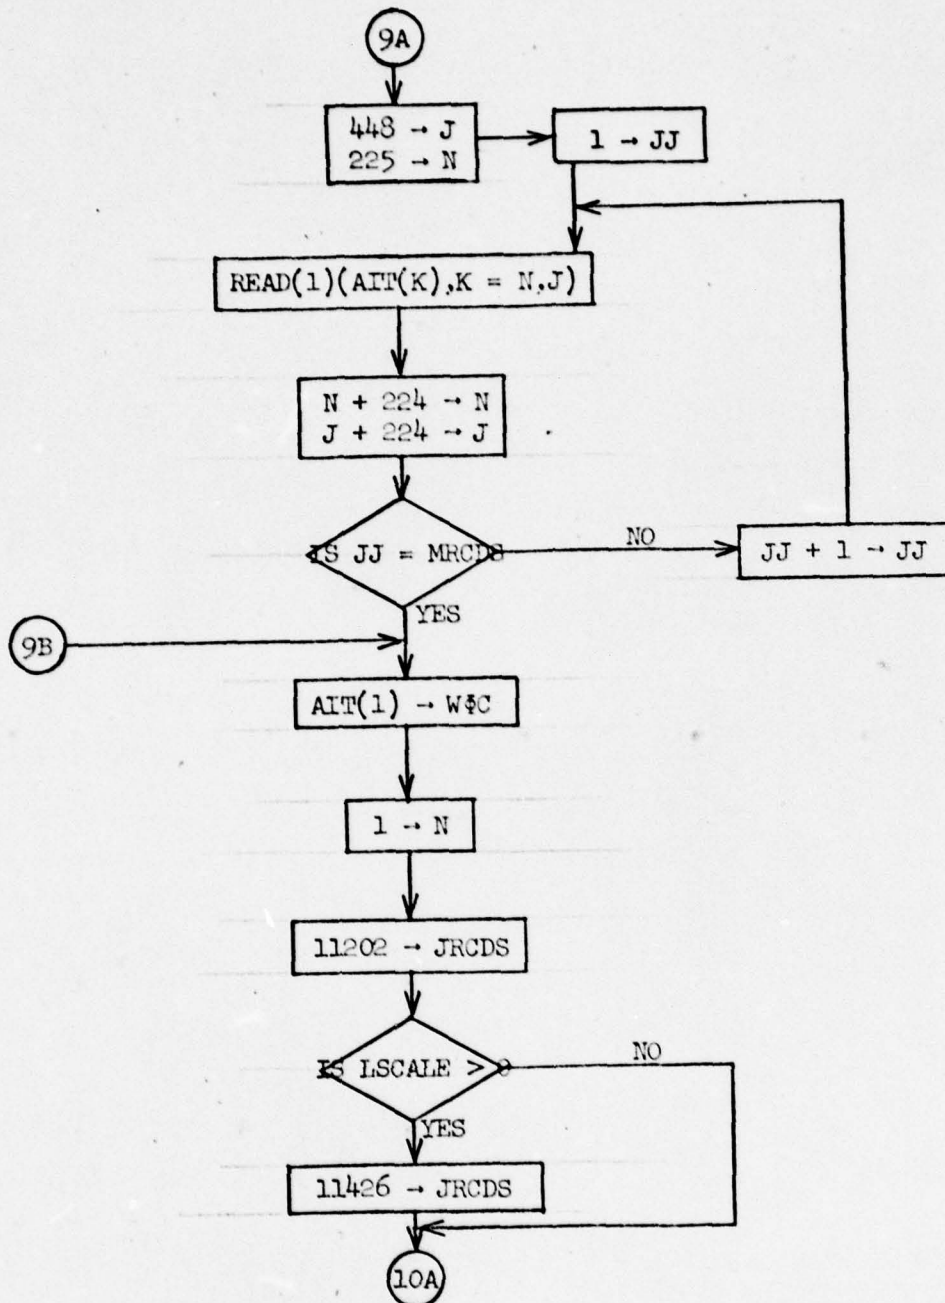 9A
448 → J
225 → N
1 → JJ
READ(1)(AIT(K),K = N,J)
N + 224 → N
J + 224 → J
IS JJ = MRCDS
NO
JJ + 1 → JJ
YES
9B
AIT(1) → WΦC
1 → N
11202 → JRCDS
IS LSCALE > 0
NO
YES
11426 → JRCDS
10A